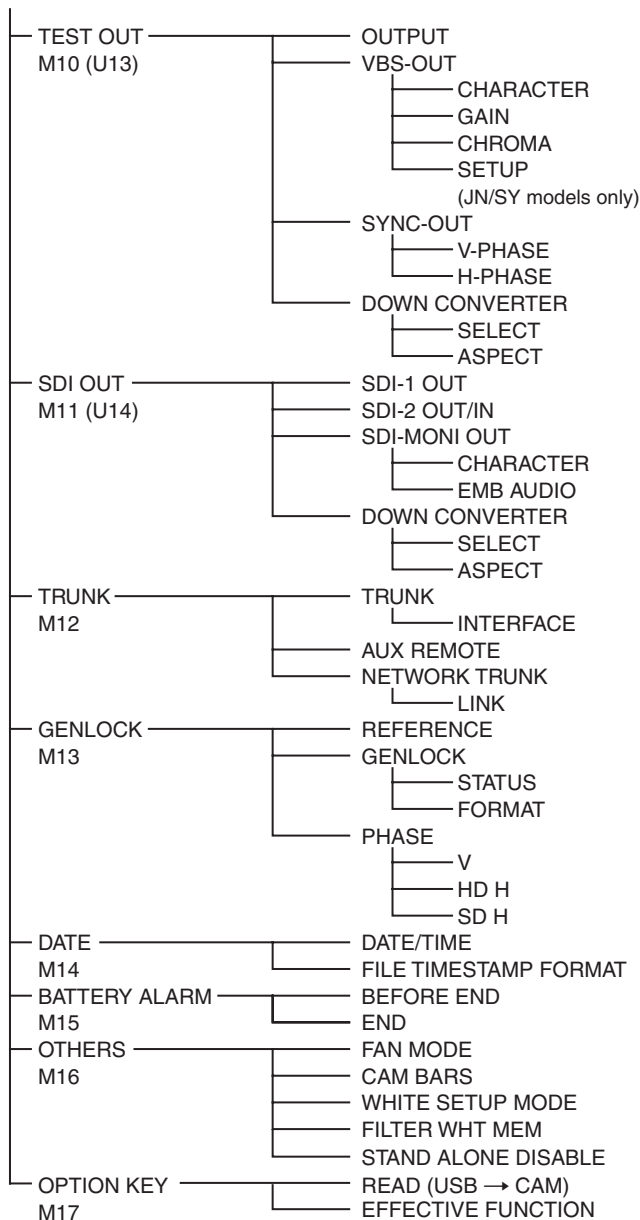 TEST OUT OUTPUT
M10 (U13) VBS-OUT
CHARACTER
GAIN
CHROMA
SETUP
(JN/SY models only)
SYNC-OUT
V-PHASE
H-PHASE
DOWN CONVERTER
SELECT
ASPECT
SDI OUT SDI-1 OUT
M11 (U14) SDI-2 OUT/IN
SDI-MONI OUT
CHARACTER
EMB AUDIO
DOWN CONVERTER
SELECT
ASPECT
TRUNK TRUNK
M12 INTERFACE
AUX REMOTE
NETWORK TRUNK
LINK
GENLOCK REFERENCE
M13 GENLOCK
STATUS
FORMAT
PHASE
V
HD H
SD H
DATE DATE/TIME
M14 FILE TIMESTAMP FORMAT
BATTERY ALARM BEFORE END
M15 END
OTHERS FAN MODE
M16 CAM BARS
WHITE SETUP MODE
FILTER WHT MEM
STAND ALONE DISABLE
OPTION KEY READ (USB → CAM)
M17 EFFECTIVE FUNCTION